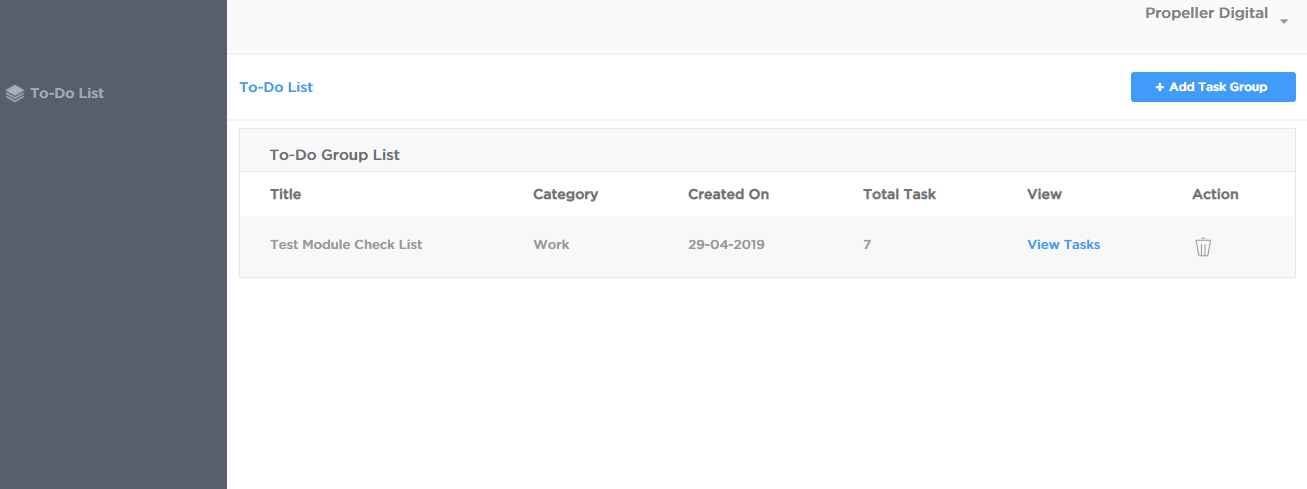 Propeller Digital
To-Do List
To-Do List
+ Add Task Group
To-Do Group List
Title Category Created On Total Task View Action
Test Module Check List Work 29-04-2019 7 View Tasks